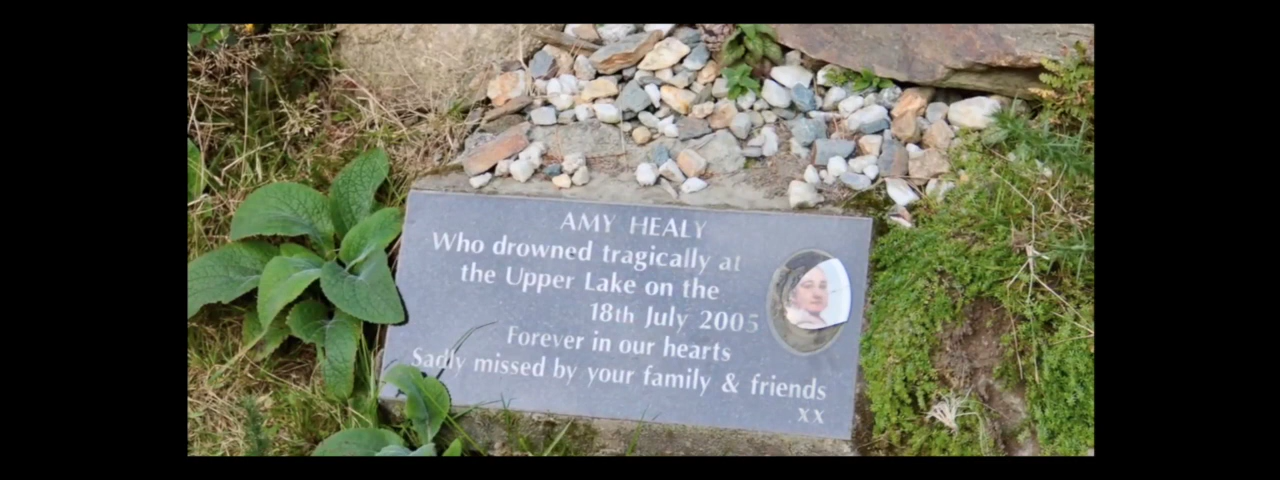 AMY HEALY
Who drowned tragically at
the Upper Lake on the
18th July 2005
Forever in our hearts
Sadly missed by your family & friends
xx